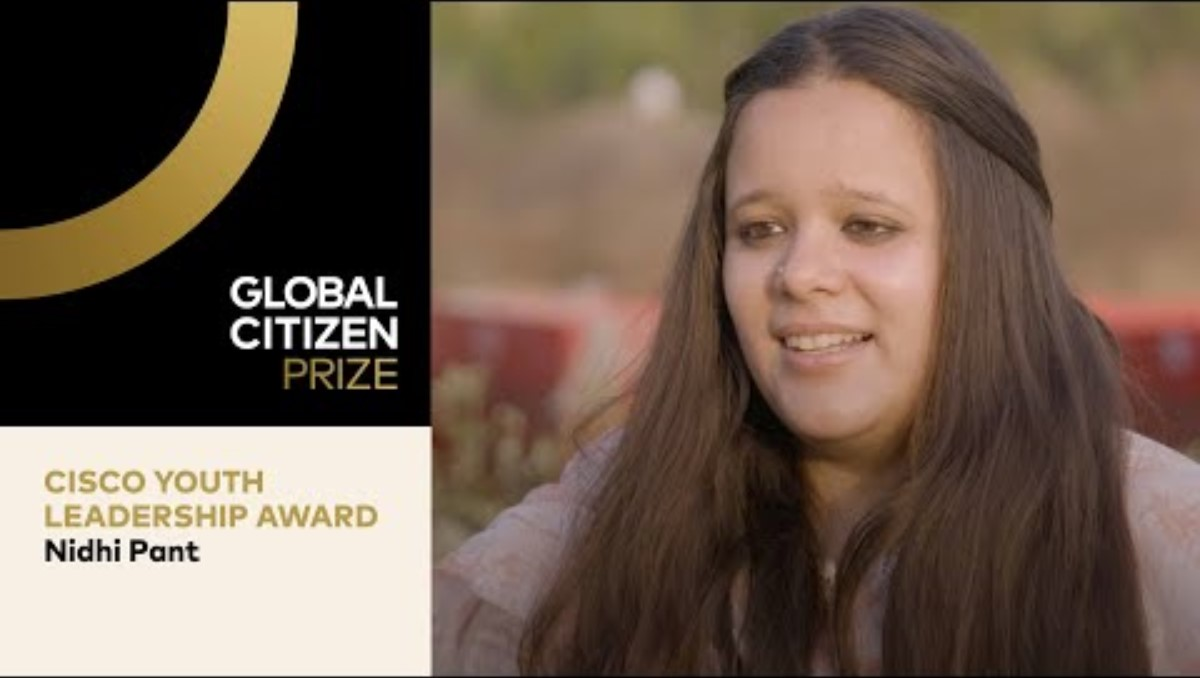 GLOBAL
CITIZEN
PRIZE
CISCO YOUTH
LEADERSHIP AWARD
Nidhi Pant